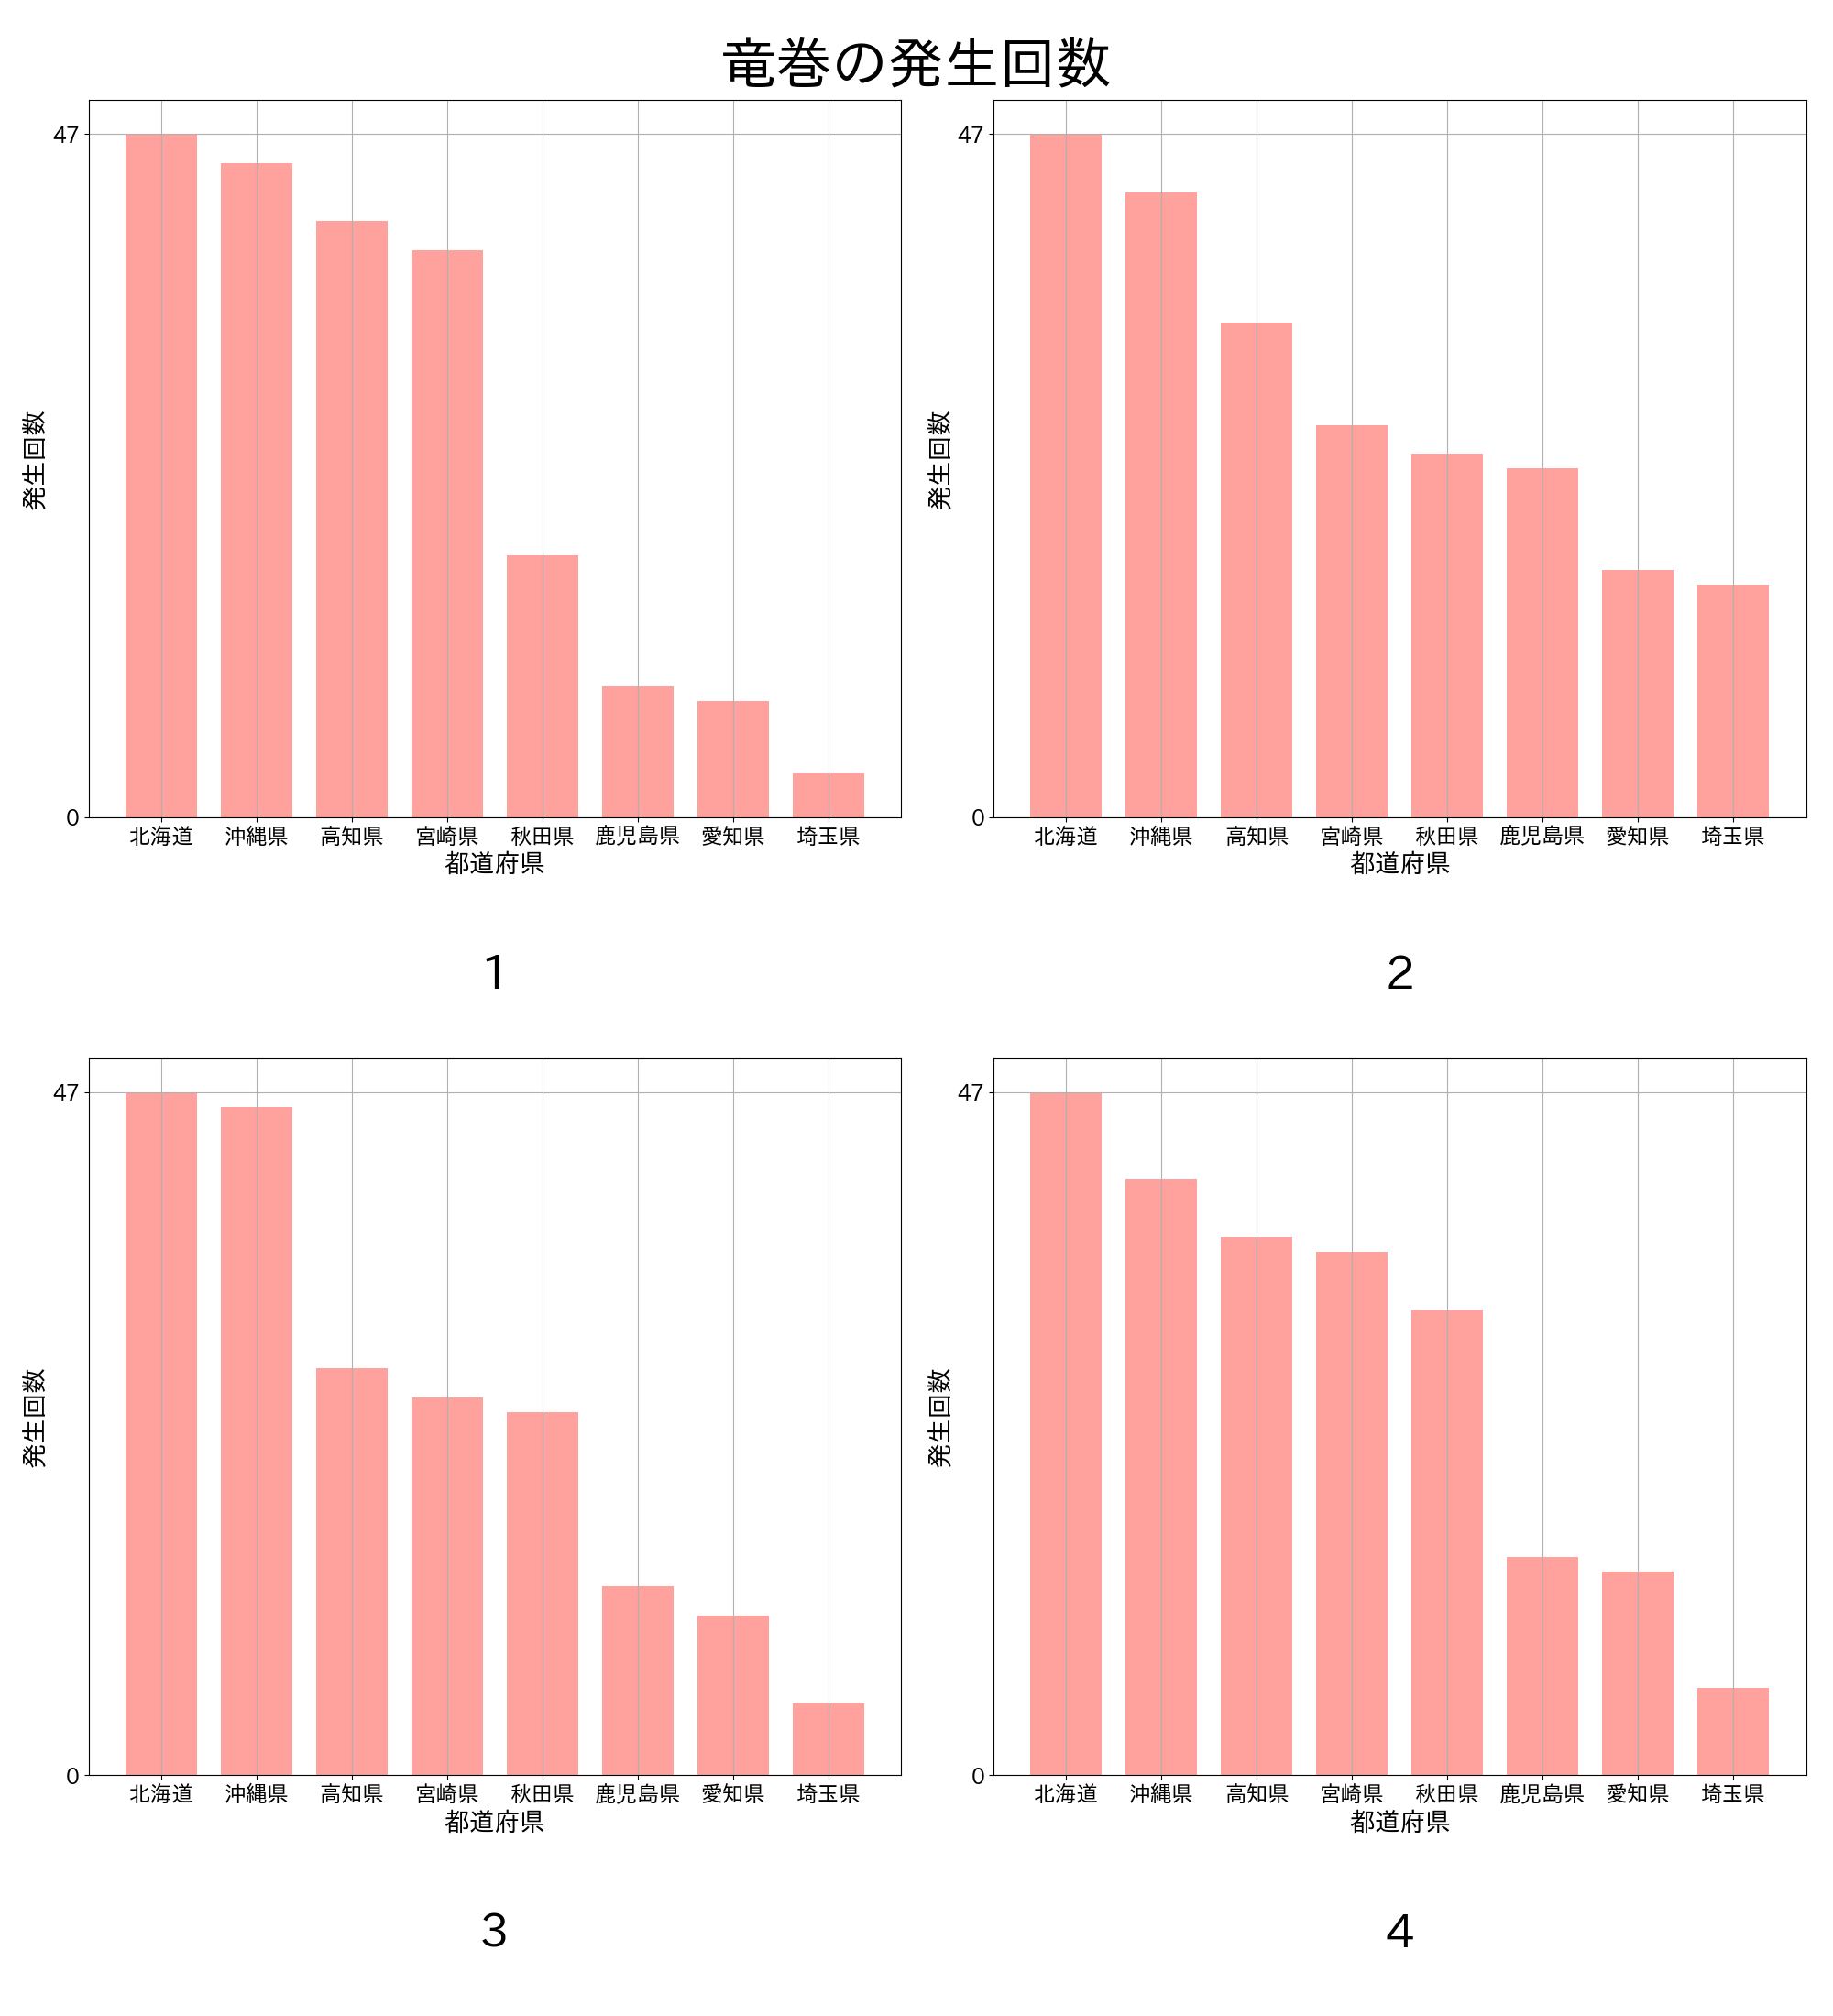 竜巻の発生回数
47
0
発生回数
北海道 沖縄県 高知県 宮崎県 秋田県 鹿児島県 愛知県 埼玉県
都道府県
1
47
0
発生回数
北海道 沖縄県 高知県 宮崎県 秋田県 鹿児島県 愛知県 埼玉県
都道府県
2
47
0
発生回数
北海道 沖縄県 高知県 宮崎県 秋田県 鹿児島県 愛知県 埼玉県
都道府県
3
47
0
発生回数
北海道 沖縄県 高知県 宮崎県 秋田県 鹿児島県 愛知県 埼玉県
都道府県
4